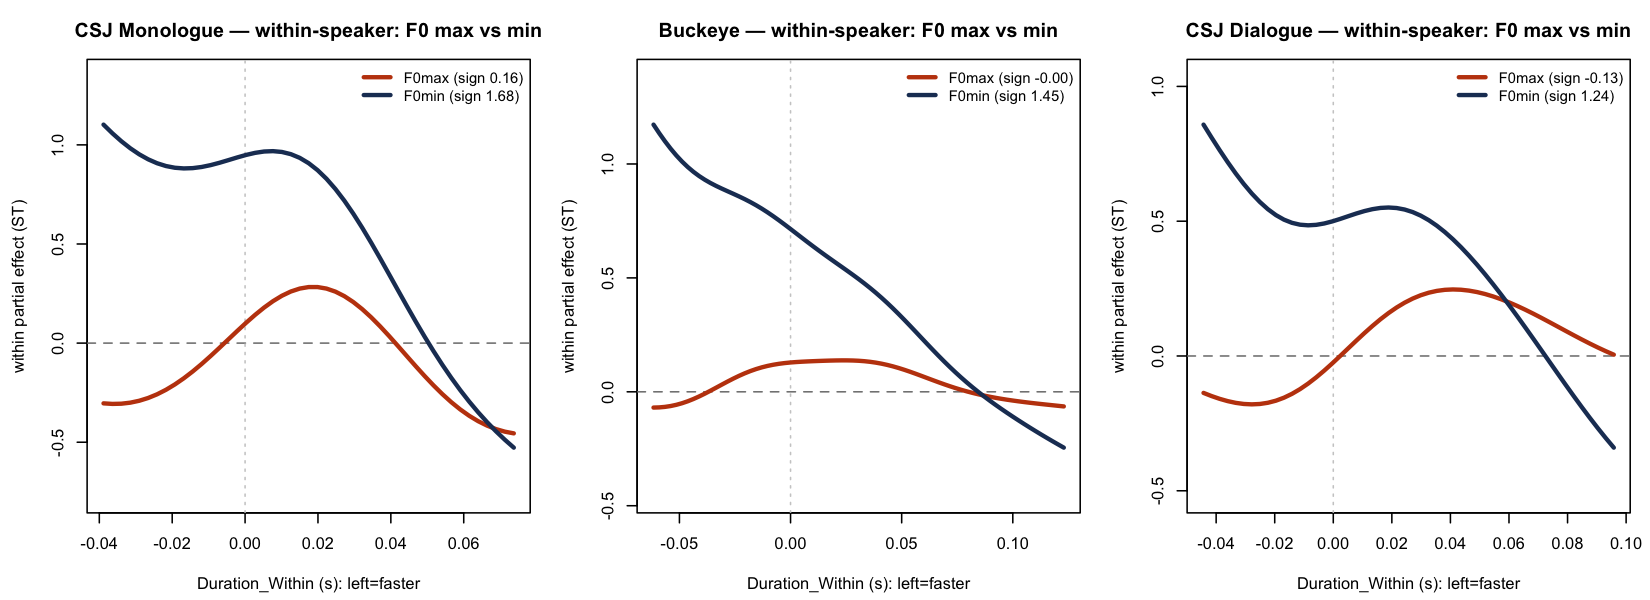 CSJ Monologue — within-speaker: F0 max vs min
F0max (sign 0.16)
F0min (sign 1.68)
within partial effect (ST)
1.0
0.5
0.0
-0.5
-0.04
-0.02
0.00
0.02
0.04
0.06
Duration_Within (s): left=faster
Buckeye — within-speaker: F0 max vs min
F0max (sign -0.00)
F0min (sign 1.45)
within partial effect (ST)
1.0
0.5
0.0
-0.5
-0.05
0.00
0.05
0.10
Duration_Within (s): left=faster
CSJ Dialogue — within-speaker: F0 max vs min
F0max (sign -0.13)
F0min (sign 1.24)
within partial effect (ST)
1.0
0.5
0.0
-0.5
-0.04
-0.02
0.00
0.02
0.04
0.06
0.08
0.10
Duration_Within (s): left=faster